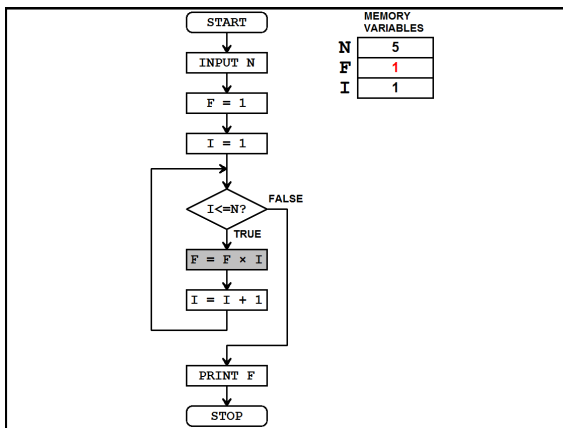 START
INPUT N
F = 1
I = 1
I<=N?
FALSE
TRUE
F = F × I
I = I + 1
PRINT F
STOP
MEMORY
VARIABLES
N 5
F 1
I 1